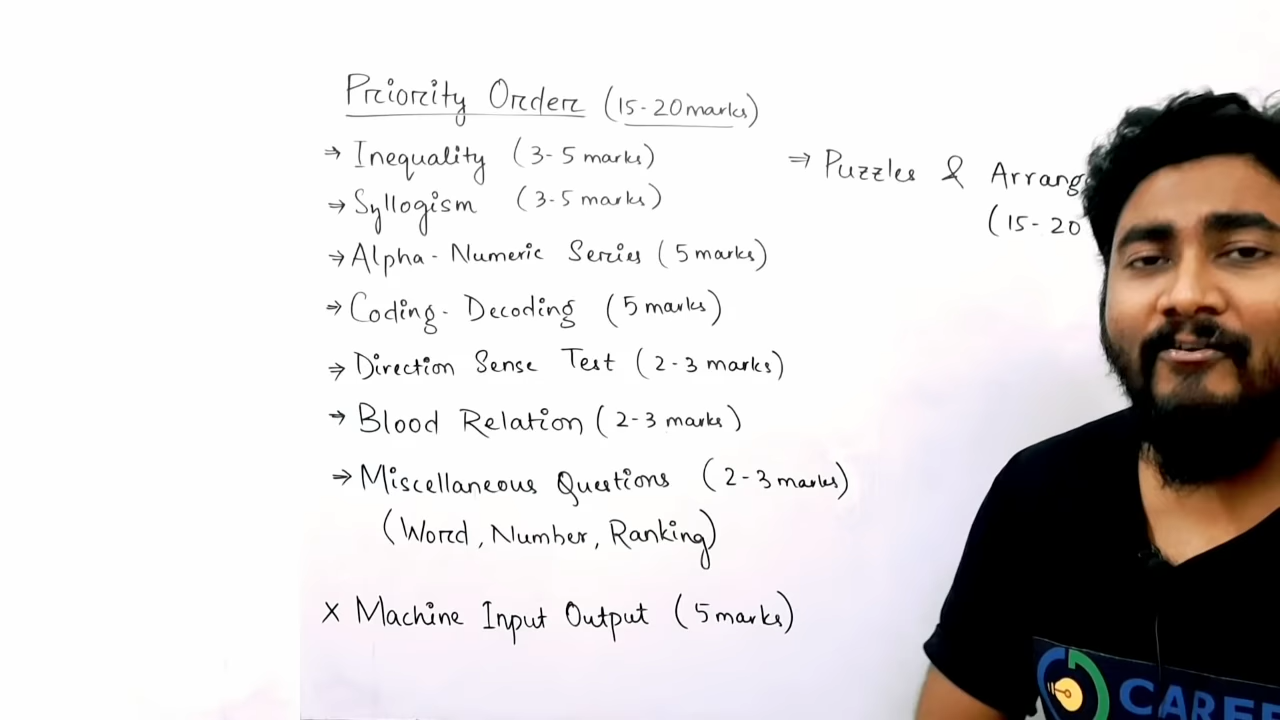 Priority Order (15-20 marks)
⇒ Inequality (3-5 marks)
⇒ Syllogism (3-5 marks)
⇒ Alpha-Numeric Series (5 marks)
⇒ Coding-Decoding (5 marks)
⇒ Direction Sense Test (2-3 marks)
⇒ Blood Relation (2-3 marks)
⇒ Miscellaneous Questions (2-3 marks)
(Word, Number, Ranking)
X Machine Input Output (5 marks)
⇒ Puzzles & Arrang
(15-20
CAREE